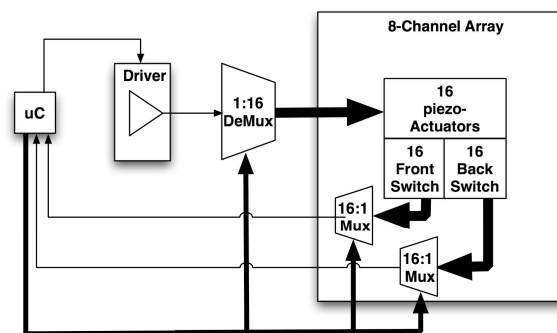 8-Channel Array
Driver
uC
1:16
DeMux
16
piezo-
Actuators
16
Front
Switch
16
Back
Switch
16:1
Mux
16:1
Mux